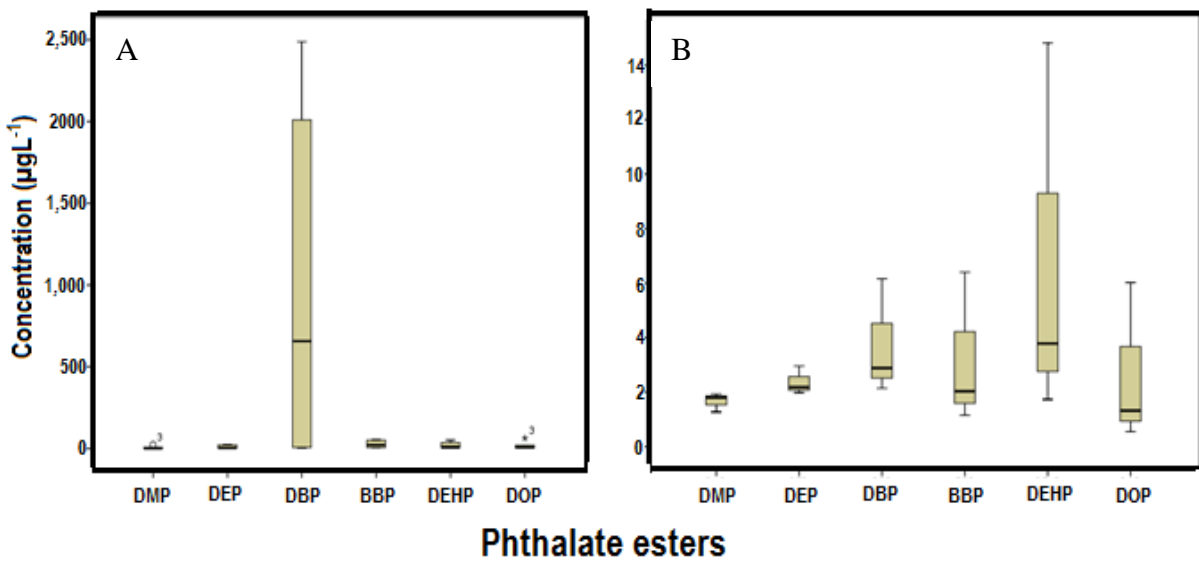 A
B
Concentration (µgL⁻¹)
2,500
2000
1,500
1,000
500
0
3
*3
DMP DEP DBP BBP DEHP DOP
14
12
10
8
6
4
2
0
DMP DEP DBP BBP DEHP DOP
Phthalate esters